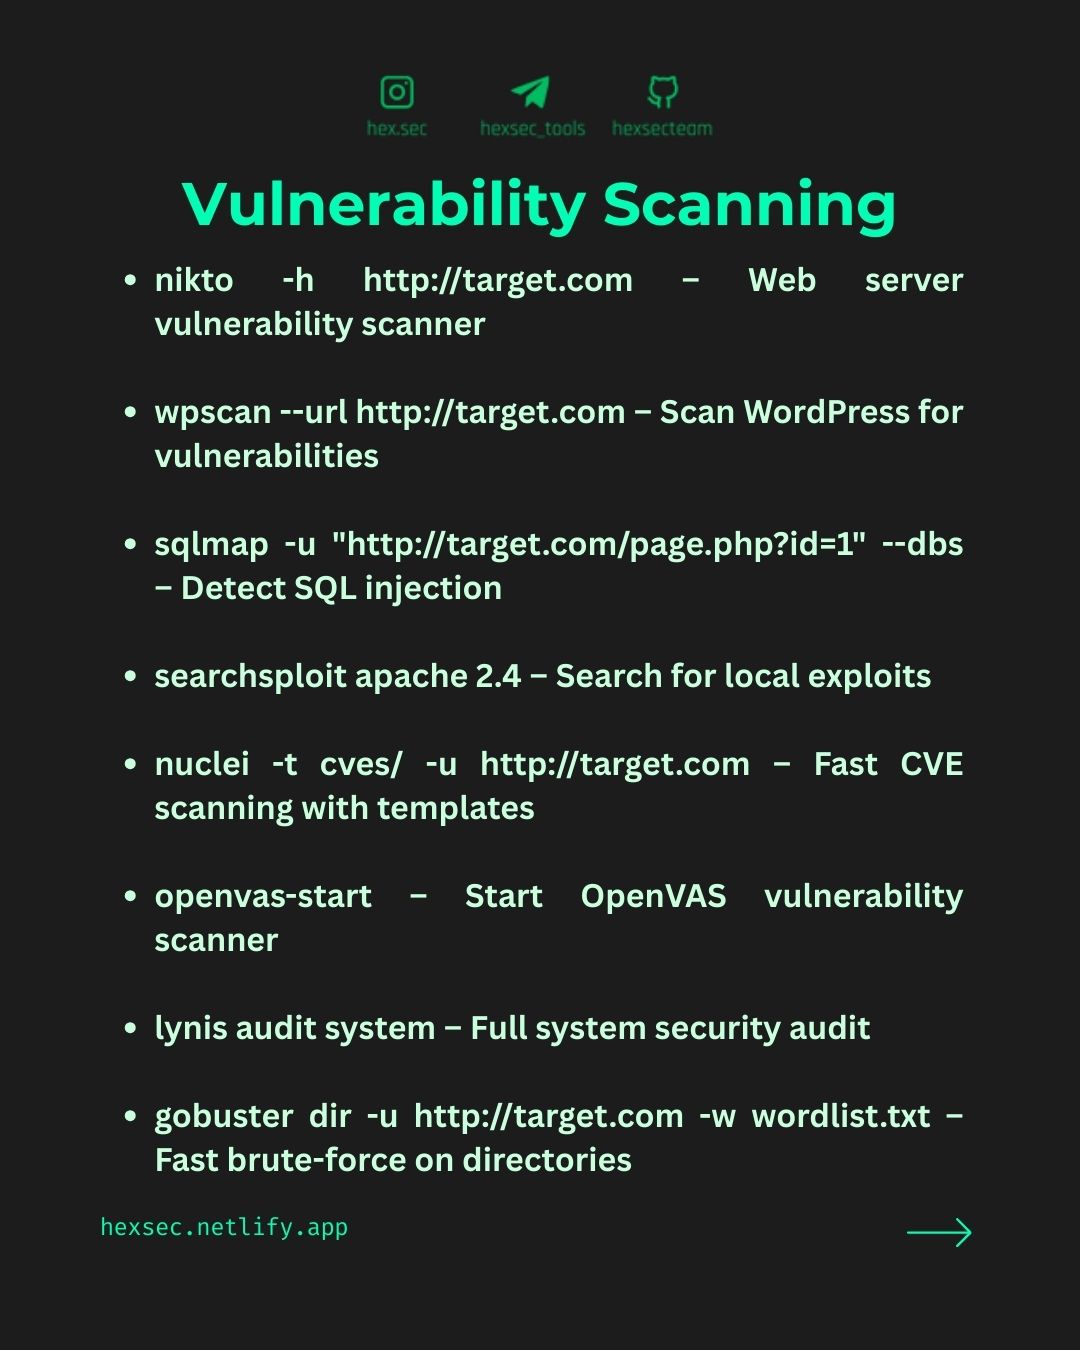 hex.sec hexsec_tools hexsecteam
Vulnerability Scanning
• nikto -h http://target.com – Web server
vulnerability scanner
• wpscan --url http://target.com – Scan WordPress for
vulnerabilities
• sqlmap -u "http://target.com/page.php?id=1" --dbs
– Detect SQL injection
• searchsploit apache 2.4 – Search for local exploits
• nuclei -t cves/ -u http://target.com – Fast CVE
scanning with templates
• openvas-start – Start OpenVAS vulnerability
scanner
• lynis audit system – Full system security audit
• gobuster dir -u http://target.com -w wordlist.txt –
Fast brute-force on directories
hexsec.netlify.app